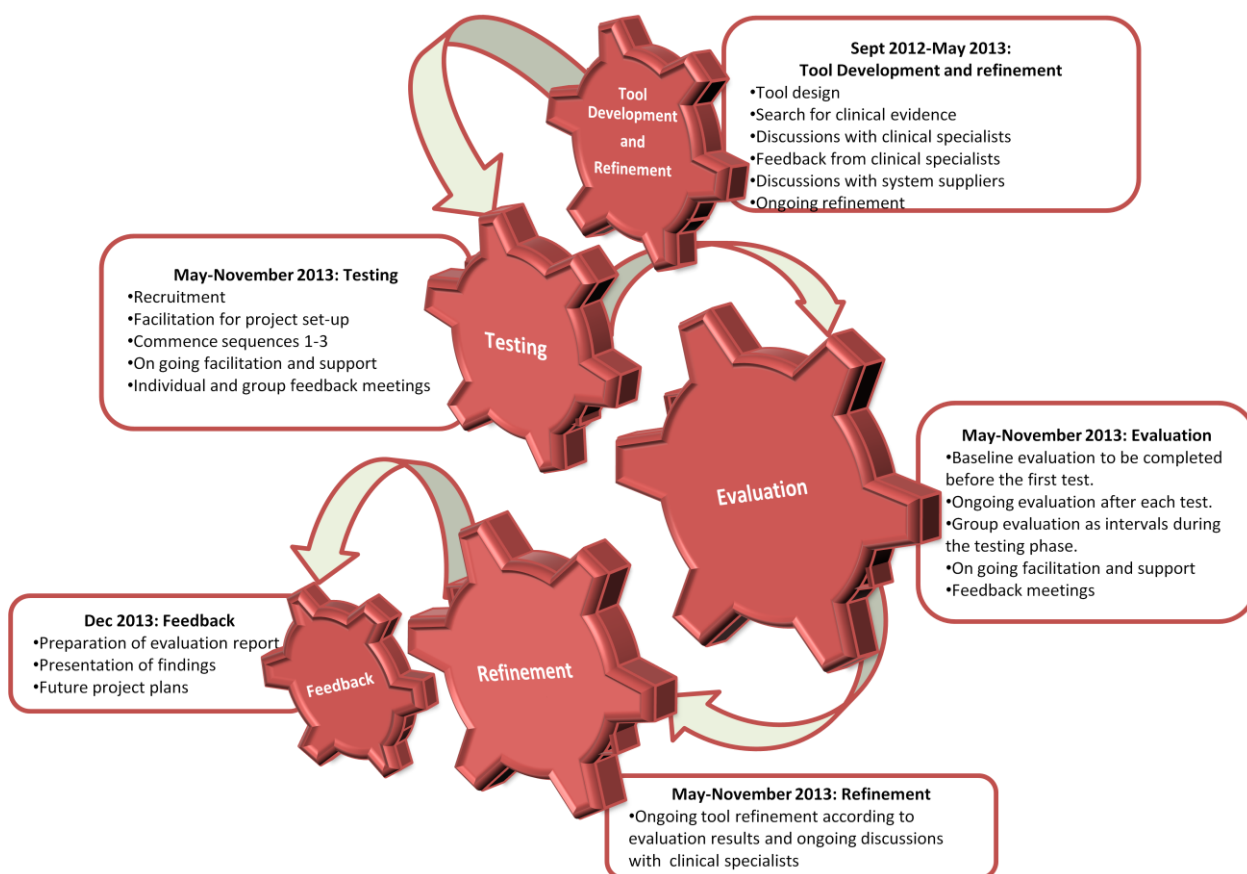 Tool
Development
and
Refinement
Sept 2012-May 2013:
Tool Development and refinement
•Tool design
•Search for clinical evidence
•Discussions with clinical specialists
•Feedback from clinical specialists
•Discussions with system suppliers
•Ongoing refinement
May-November 2013: Testing
•Recruitment
•Facilitation for project set-up
•Commence sequences 1-3
•On going facilitation and support
•Individual and group feedback meetings
Testing
Evaluation
May-November 2013: Evaluation
•Baseline evaluation to be completed
before the first test.
•Ongoing evaluation after each test.
•Group evaluation as intervals during
the testing phase.
•On going facilitation and support
•Feedback meetings
Dec 2013: Feedback
•Preparation of evaluation report
•Presentation of findings
•Future project plans
Feedback
Refinement
May-November 2013: Refinement
•Ongoing tool refinement according to
evaluation results and ongoing discussions
with clinical specialists